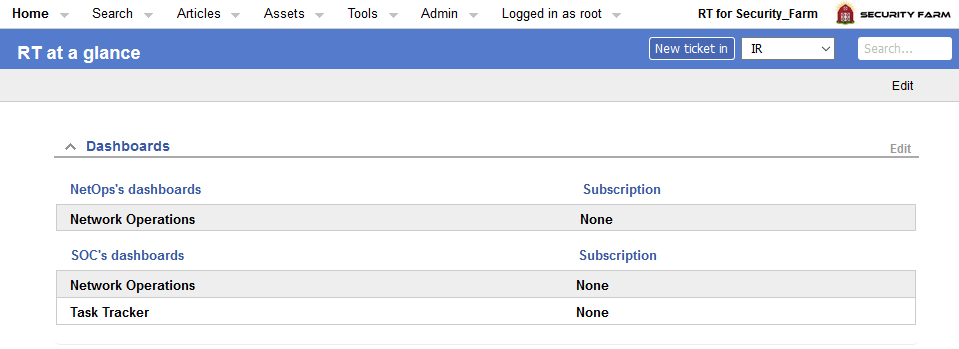 Home Search Articles Assets Tools Admin Logged in as root RT for Security_Farm SECURITY FARM
RT at a glance New ticket in IR Search...
Edit
Dashboards Edit
NetOps's dashboards Subscription
Network Operations None
SOC's dashboards Subscription
Network Operations None
Task Tracker None